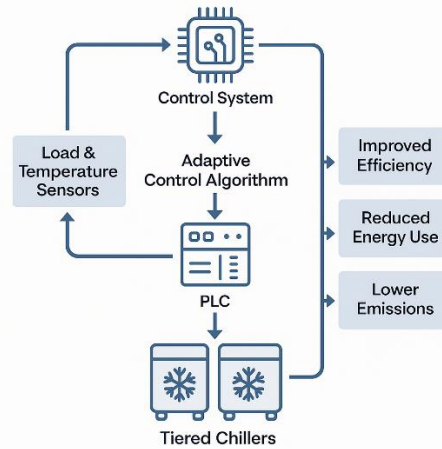 Control System
Load &
Temperature
Sensors
Adaptive
Control Algorithm
Improved
Efficiency
Reduced
Energy Use
PLC
Lower
Emissions
Tiered Chillers